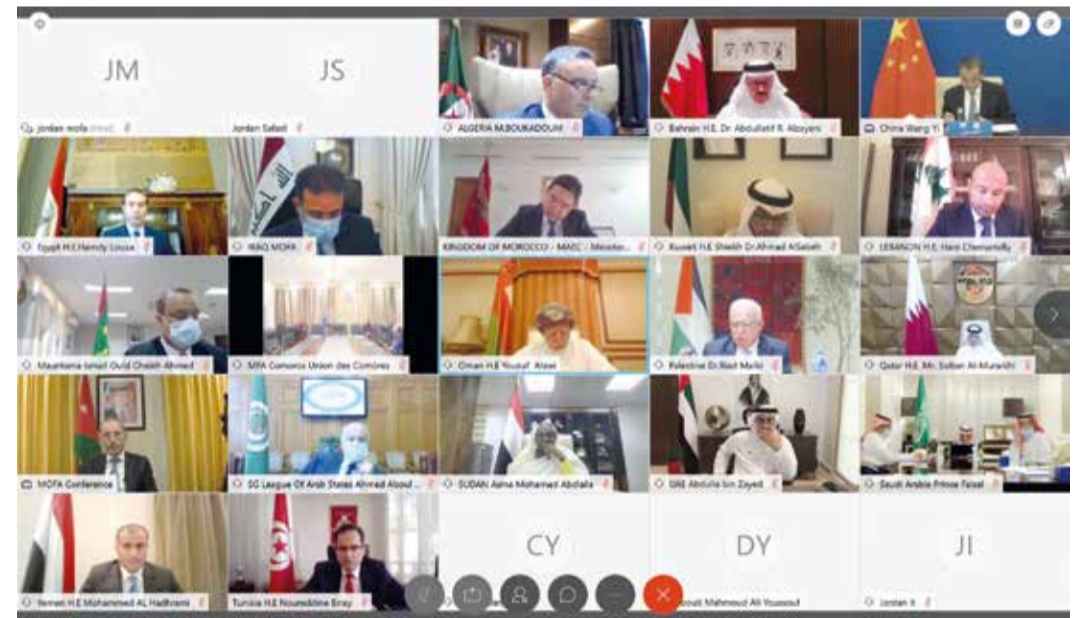 JM
JS
Jordan mofa
Jordan Safadi
ALGERIA M.BOUKADOUM
Bahrain H.E. Dr. Abdullatif R. Alzayani
China Wang Yi
Egypt H.E.Hamdy Louza
IRAQ MOFA
KINGDOM OF MOROCCO - MAEC - Minister...
Kuwait H.E Sheikh Dr.Ahmad AlSabah
LEBANON H.E.
Mauritania Ismail Ould Cheikh Ahmed
MFA Comoros Union des Comores
Oman H.E Yousuf Alawi
Palestine Dr.Riad Malki
Qatar H.E. Mr. Soltan Al-Muraikhi
MOFA Conference
SG League Of Arab States Ahmed Aboul ...
SUDAN Asma Mohamed Abdalla
UAE Abdulla bin Zayed
Saudi Arabia Prince Faisal
Yemen H.E Mohammed AL Hadhrami
Tunisia H.E Noureddine Erray
CY
DY
Mahmoud Ali Youssouf
JI
Jordan It